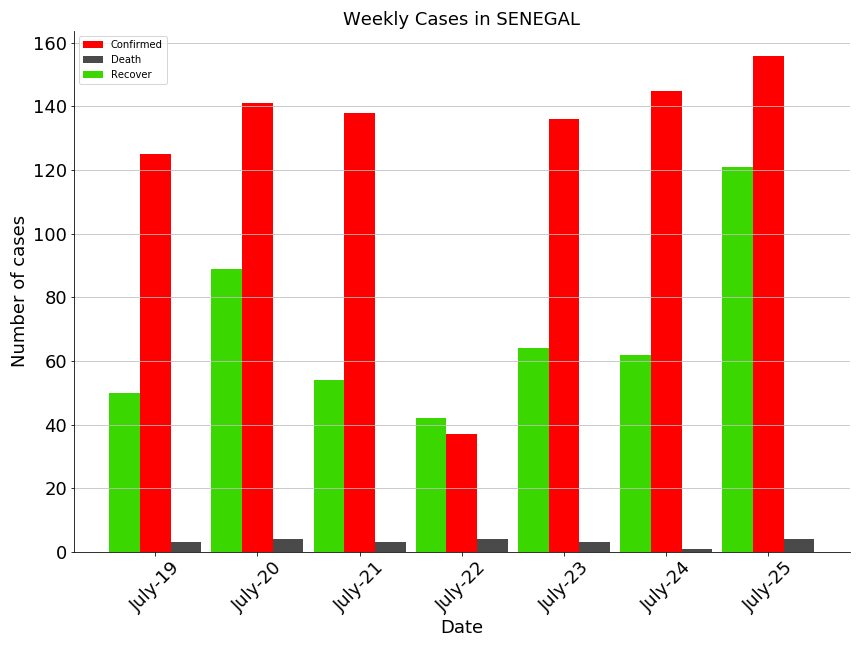 Weekly Cases in SENEGAL
Confirmed
Death
Recover
Number of cases
160
140
120
100
80
60
40
20
0
July-19
July-20
July-21
July-22
July-23
July-24
July-25
Date